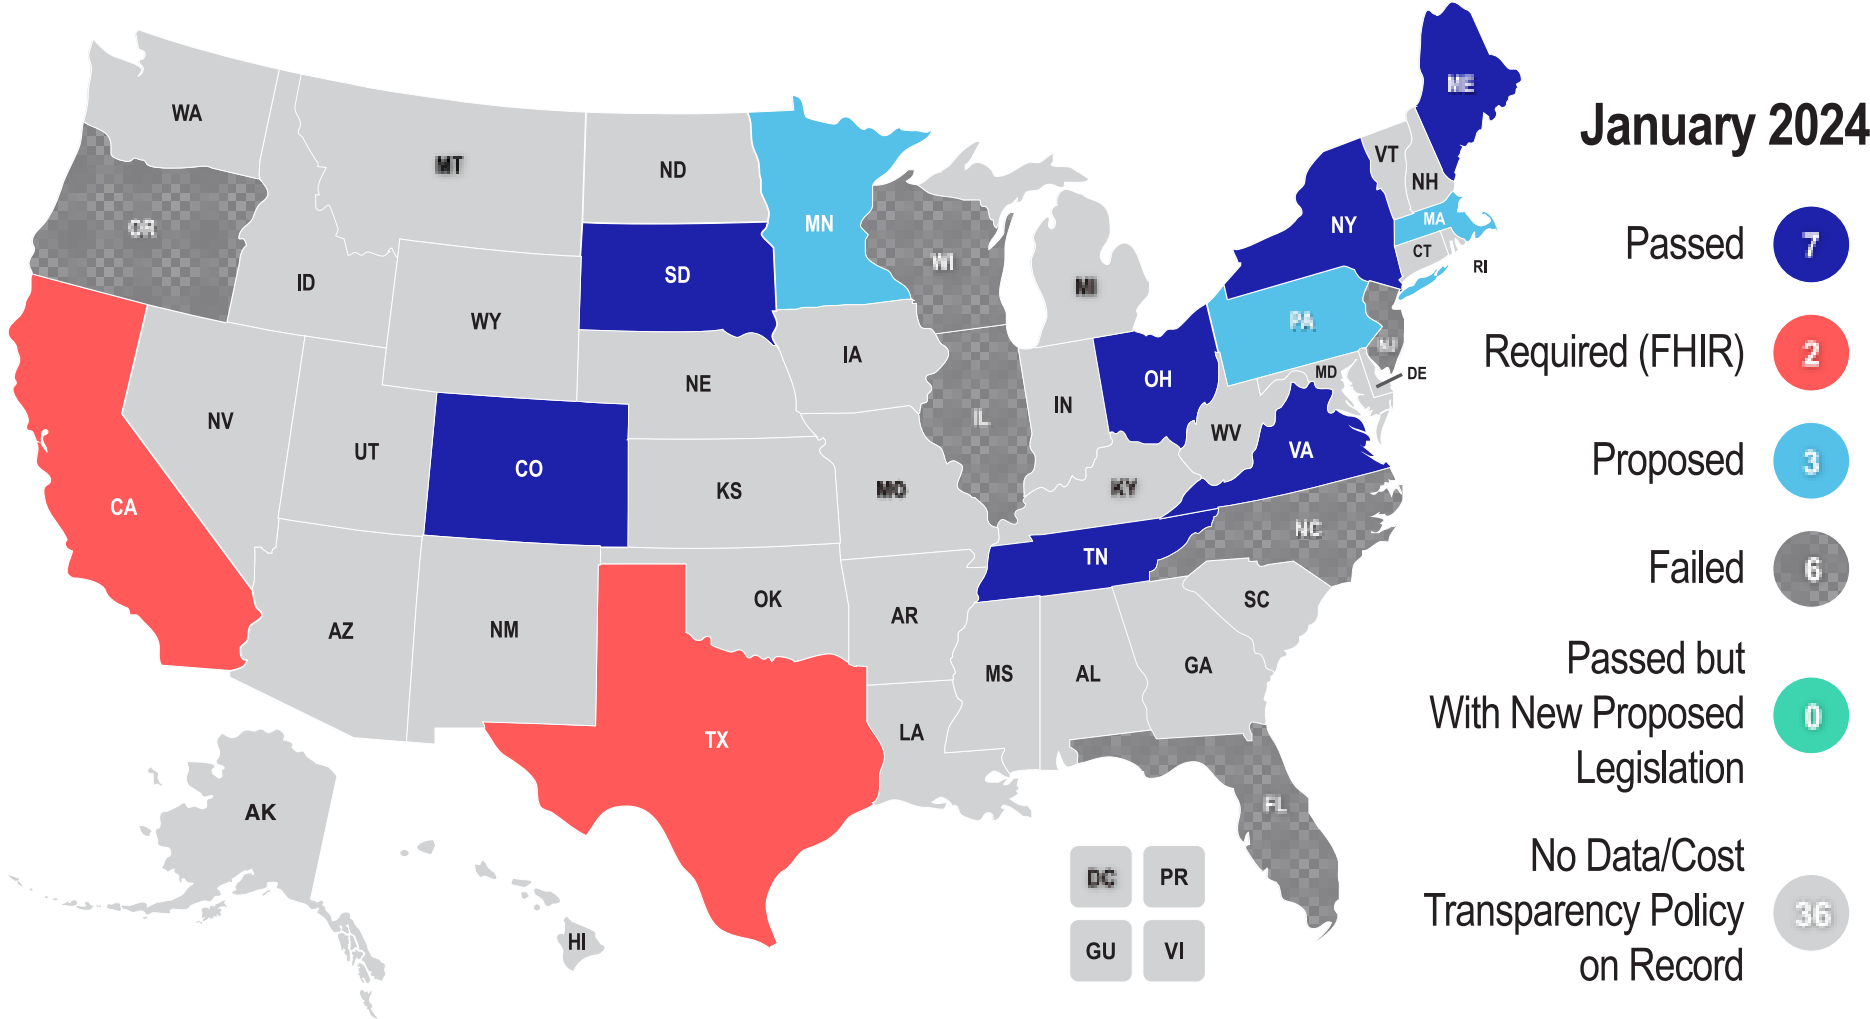 January 2024
Passed 7
Required (FHIR) 2
Proposed 3
Failed 6
Passed but
With New Proposed
Legislation
0
No Data/Cost
Transparency Policy
on Record
36
WA
MT
ND
MN
OR
ID
SD
WY
WI
MI
ME
VT
NH
NY
MA
CT
RI
PA
NJ
IA
NE
NV
UT
CO
CA
KS
MO
IL
IN
OH
MD
DE
WV
VA
KY
NC
TN
SC
OK
AR
AZ
NM
MS
AL
GA
TX
LA
FL
AK
HI
DC
PR
GU
VI